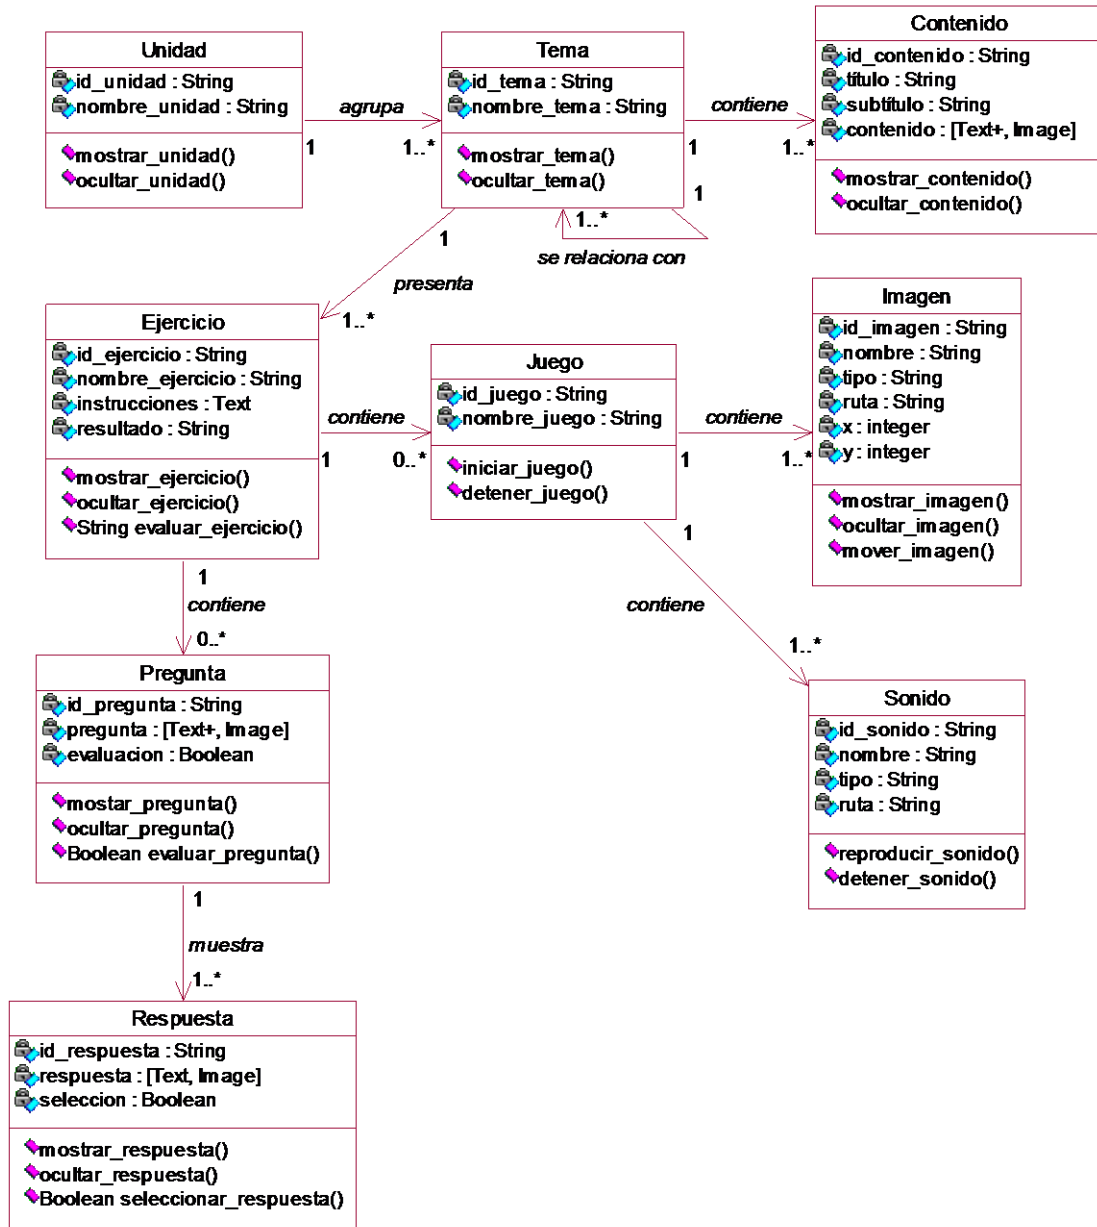 Unidad
id_unidad : String
nombre_unidad : String
mostrar_unidad()
ocultar_unidad()
agrupa
1
1..*
Tema
id_tema : String
nombre_tema : String
mostrar_tema()
ocultar_tema()
contiene
1
1..*
Contenido
id_contenido : String
título : String
subtítulo : String
contenido : [Text+, Image]
mostrar_contenido()
ocultar_contenido()
1
1..*
se relaciona con
1
presenta
1..*
Ejercicio
id_ejercicio : String
nombre_ejercicio : String
instrucciones : Text
resultado : String
mostrar_ejercicio()
ocultar_ejercicio()
String evaluar_ejercicio()
contiene
1
0..*
Juego
id_juego : String
nombre_juego : String
iniciar_juego()
detener_juego()
contiene
1
1..*
Imagen
id_imagen : String
nombre : String
tipo : String
ruta : String
x : integer
y : integer
mostrar_imagen()
ocultar_imagen()
mover_imagen()
1
contiene
1..*
Sonido
id_sonido : String
nombre : String
tipo : String
ruta : String
reproducir_sonido()
detener_sonido()
1
contiene
0..*
Pregunta
id_pregunta : String
pregunta : [Text+, Image]
evaluacion : Boolean
mostar_pregunta()
ocultar_pregunta()
Boolean evaluar_pregunta()
1
muestra
1..*
Respuesta
id_respuesta : String
respuesta : [Text, Image]
seleccion : Boolean
mostrar_respuesta()
ocultar_respuesta()
Boolean seleccionar_respuesta()